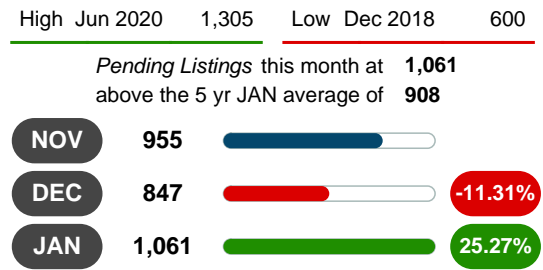 High Jun 2020 1,305 Low Dec 2018 600
Pending Listings this month at 1,061
above the 5 yr JAN average of 908
NOV 955
DEC 847 -11.31%
JAN 1,061 25.27%